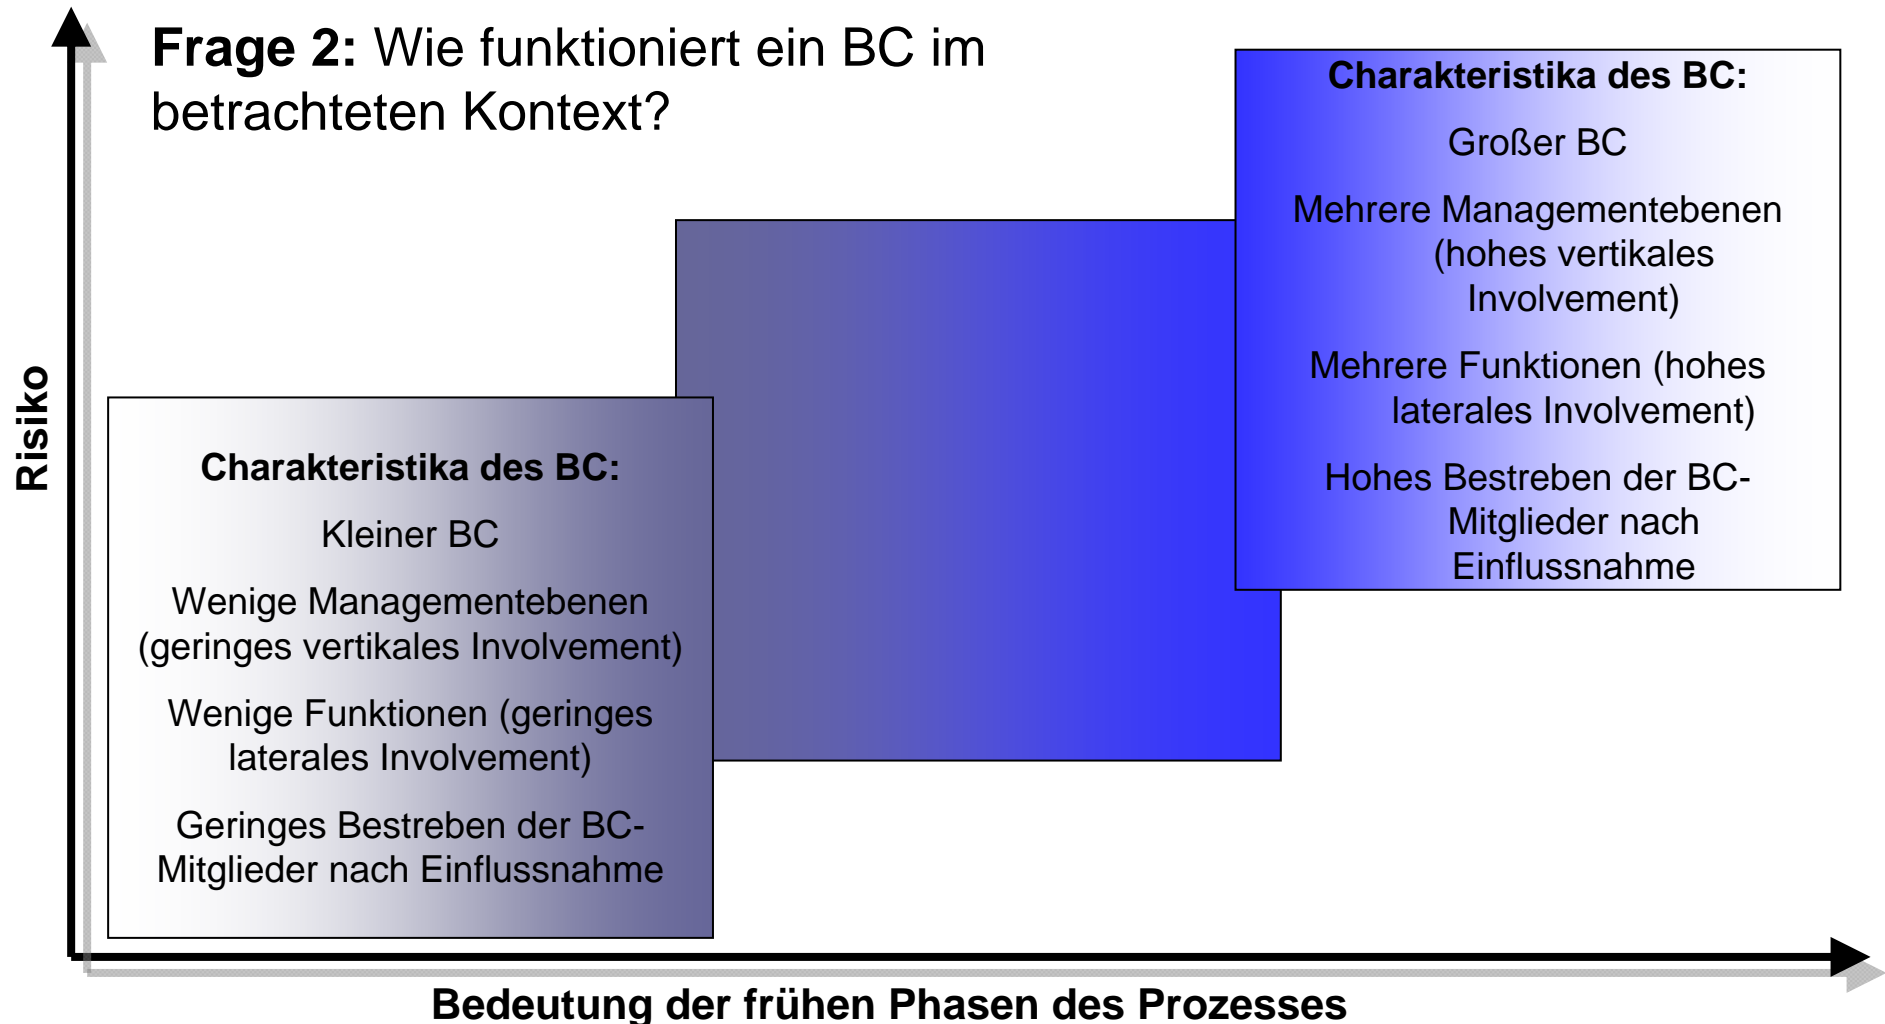 Frage 2: Wie funktioniert ein BC im
betrachteten Kontext?
Charakteristika des BC:
Großer BC
Mehrere Managementebenen
(hohes vertikales
Involvement)
Mehrere Funktionen (hohes
laterales Involvement)
Hohes Bestreben der BC-
Mitglieder nach
Einflussnahme
Risiko
Charakteristika des BC:
Kleiner BC
Wenige Managementebenen
(geringes vertikales Involvement)
Wenige Funktionen (geringes
laterales Involvement)
Geringes Bestreben der BC-
Mitglieder nach Einflussnahme
Bedeutung der frühen Phasen des Prozesses